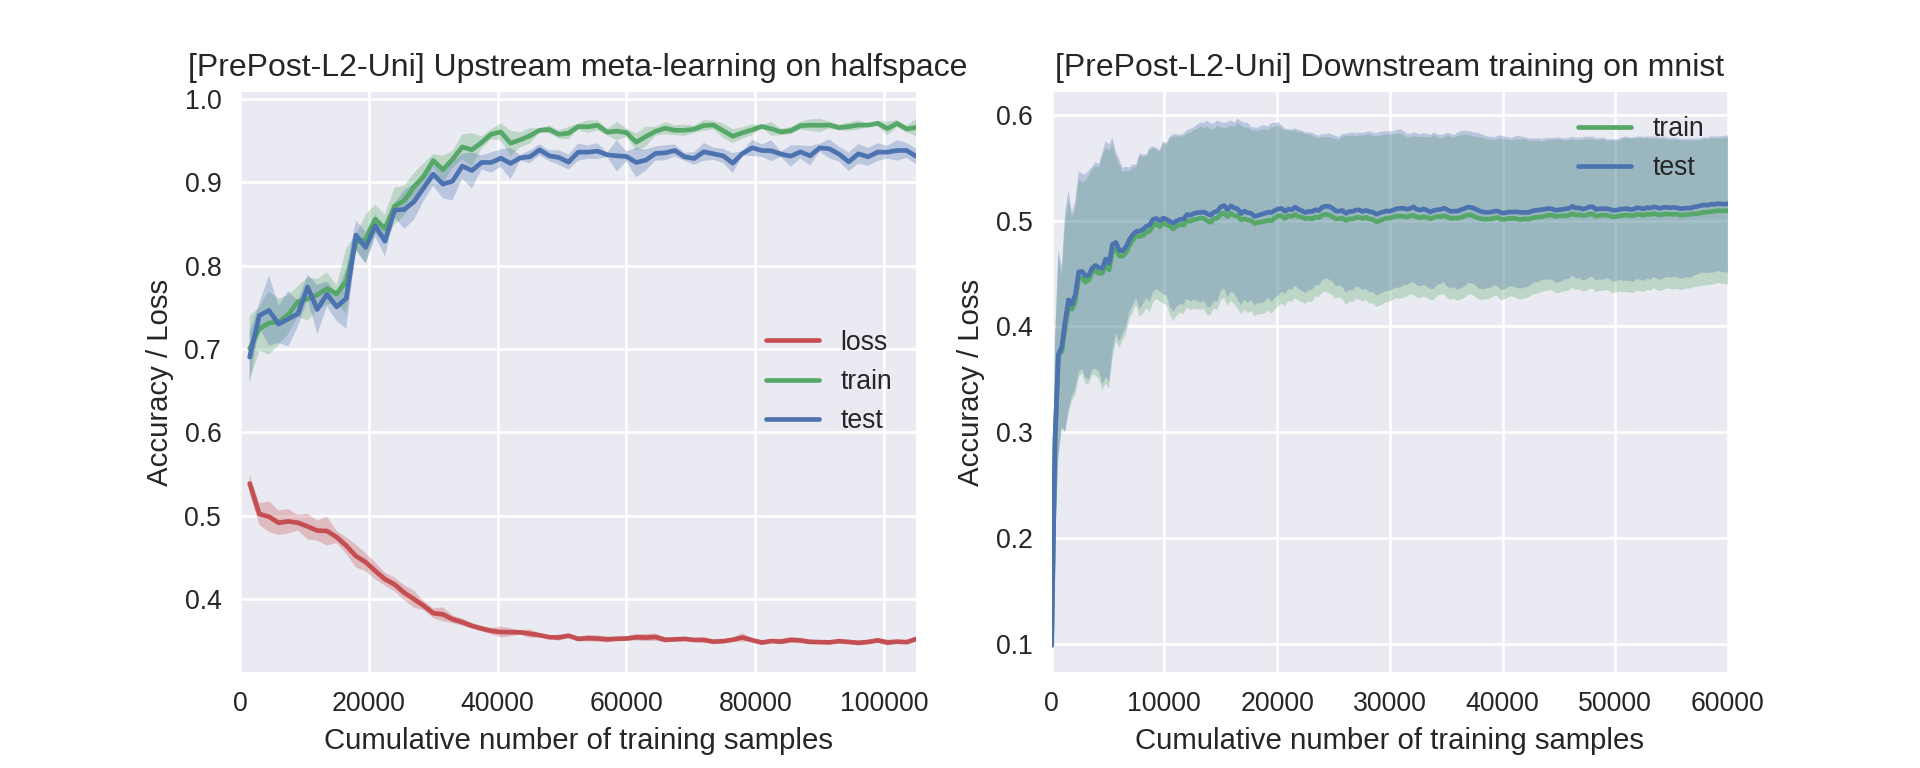 [PrePost-L2-Uni] Upstream meta-learning on halfspace
1.0
0.9
0.8
0.7
0.6
0.5
0.4
Accuracy / Loss
loss
train
test
0 20000 40000 60000 80000 100000
Cumulative number of training samples
[PrePost-L2-Uni] Downstream training on mnist
0.6
0.5
0.4
0.3
0.2
0.1
Accuracy / Loss
train
test
0 10000 20000 30000 40000 50000 60000
Cumulative number of training samples